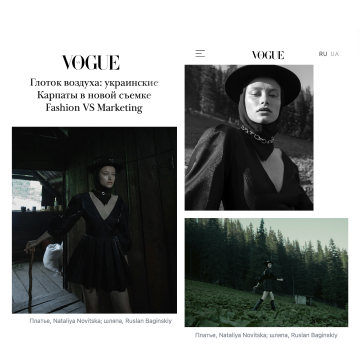 VOGUE
Глоток воздуха: украинские
Карпаты в новой съемке
Fashion VS Marketing
Платье, Nataliya Novitska; шляпа, Ruslan Baginskiy
VOGUE
RU UA
Платье, Nataliya Novitska; шляпа, Ruslan Baginskiy